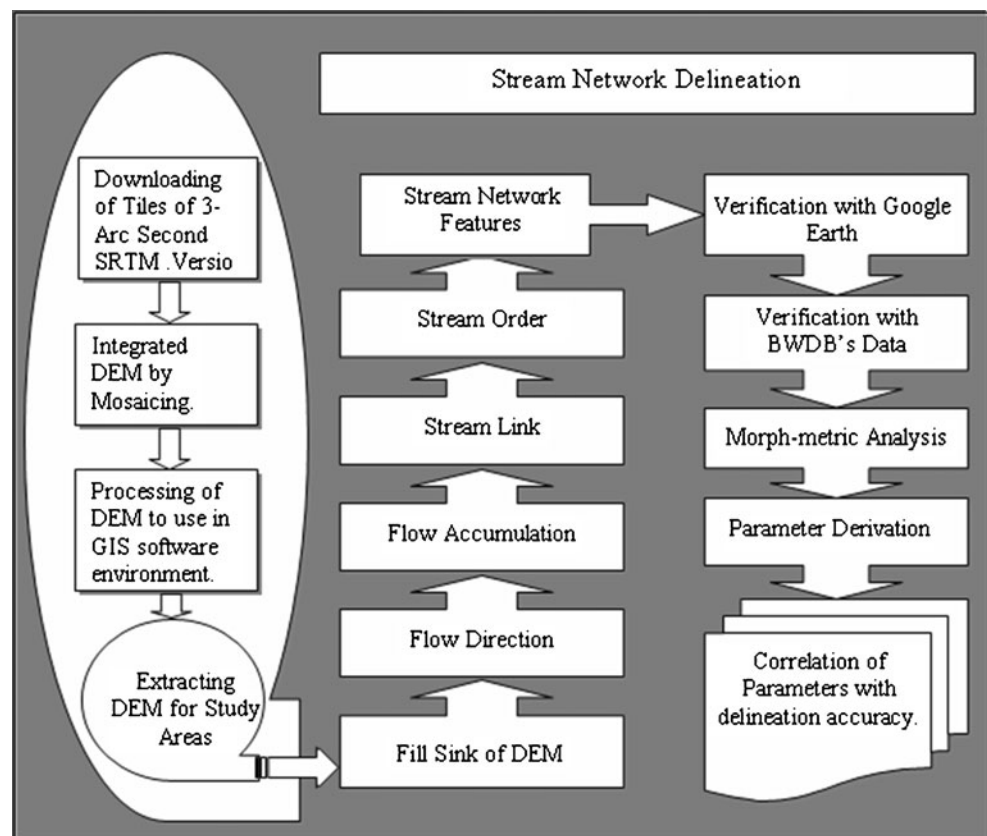 Stream Network Delineation
Downloading
of Tiles of 3-
Arc Second
SRTM .Versio
Integrated
DEM by
Mosaicing.
Processing of
DEM to use in
GIS software
environment.
Extracting
DEM for Study
Areas
Fill Sink of DEM
Flow Direction
Flow Accumulation
Stream Link
Stream Order
Stream Network
Features
Verification with Google
Earth
Verification with
BWDB's Data
Morph-metric Analysis
Parameter Derivation
Correlation of
Parameters with
delineation accuracy.